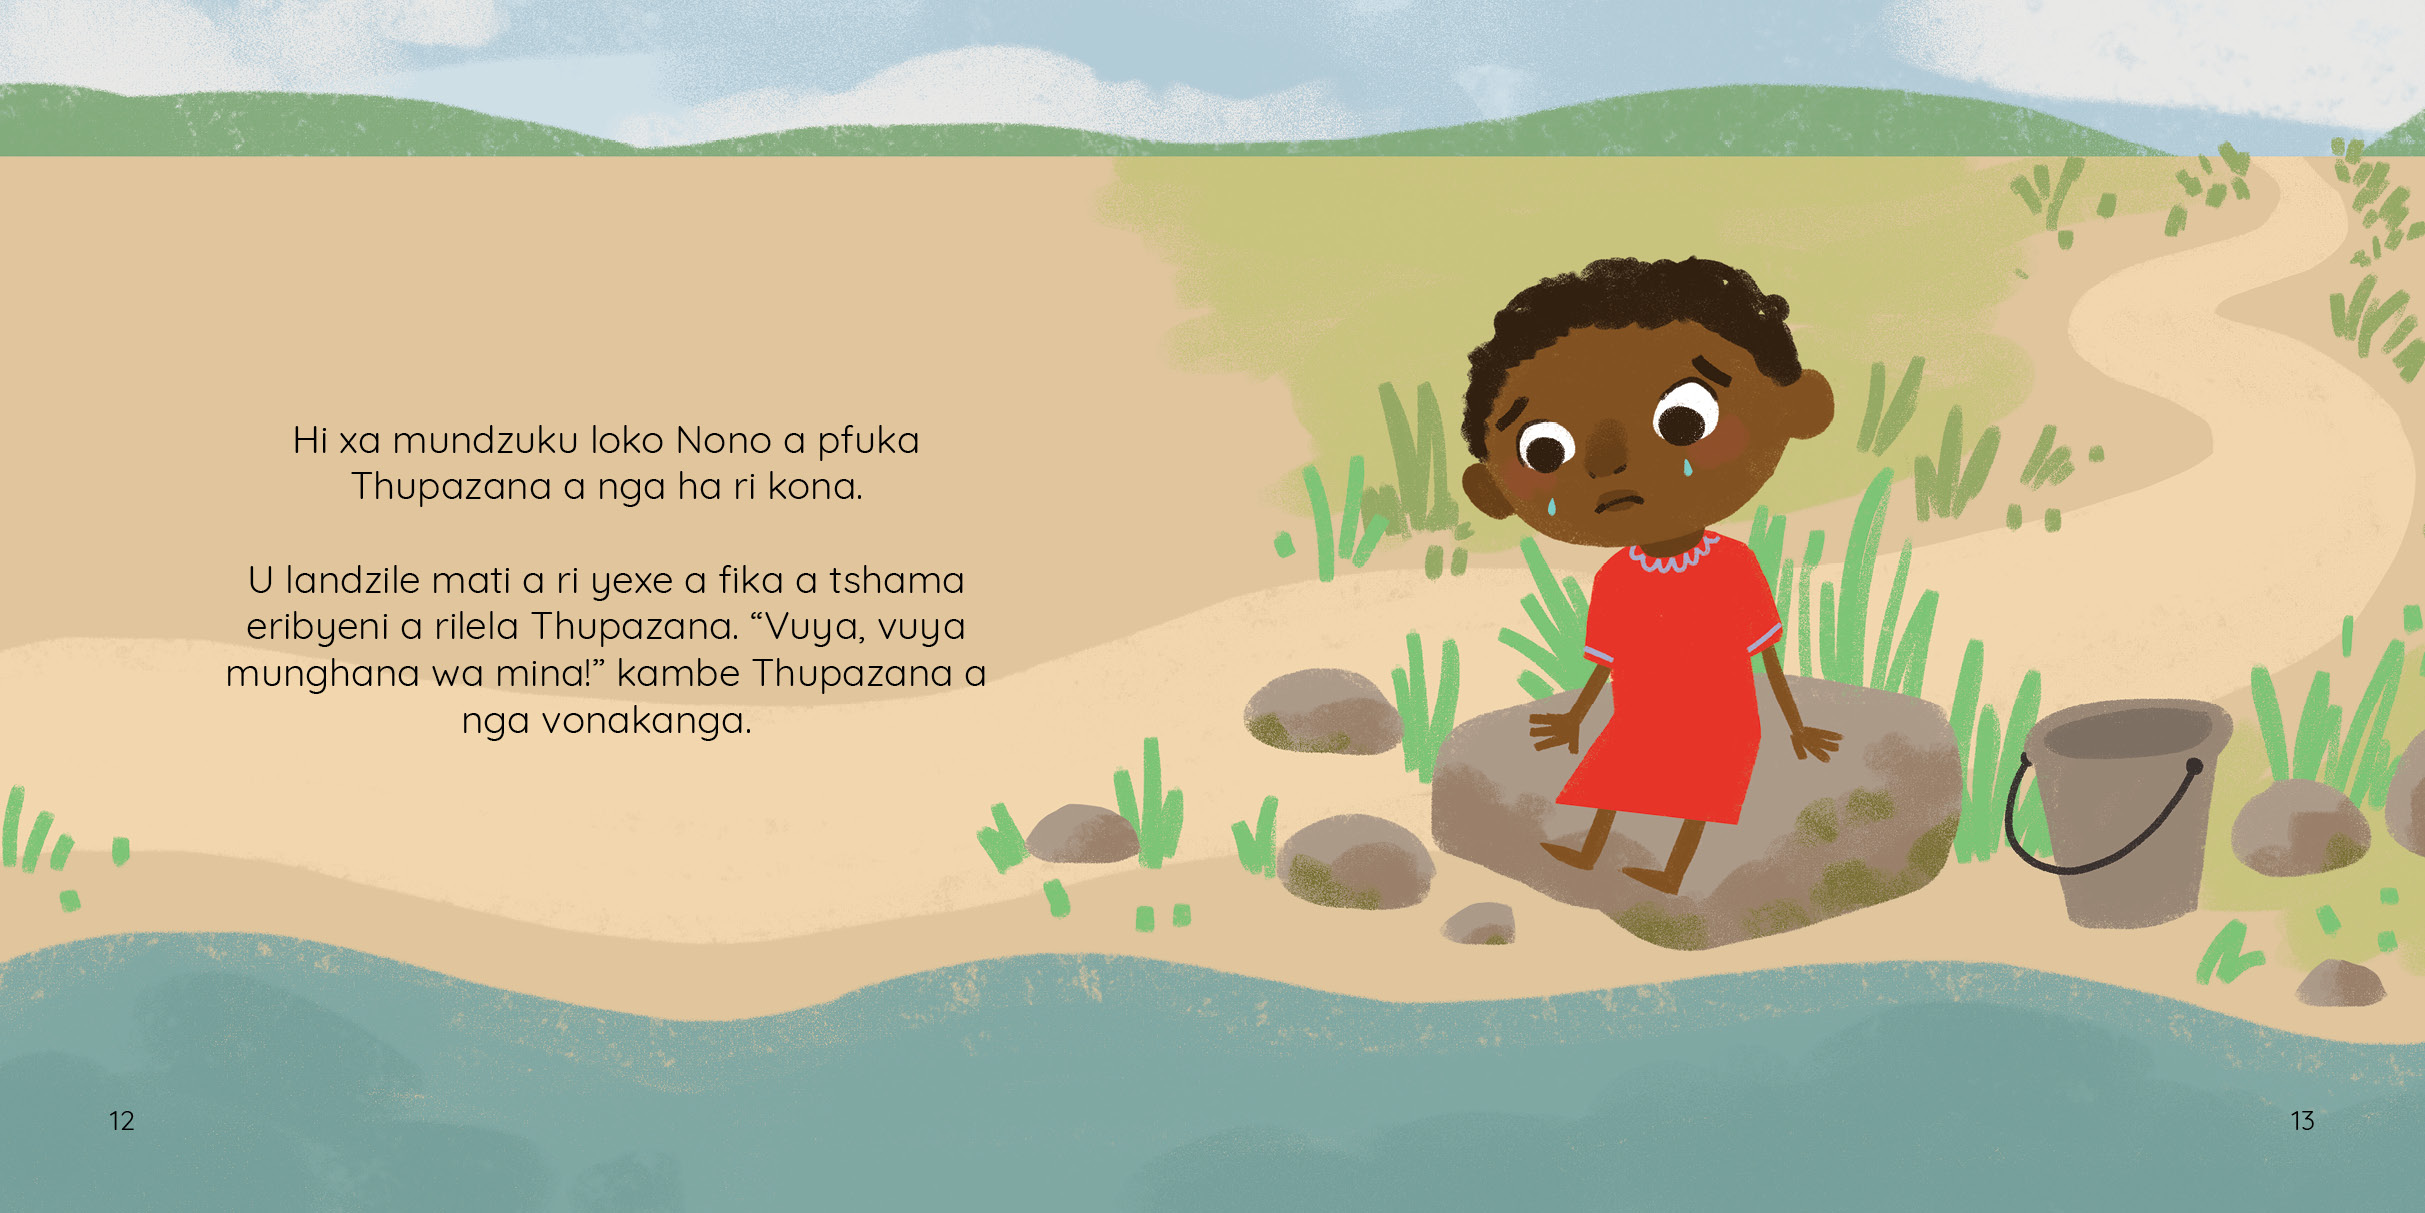 Hi xa mundzuku loko Nono a pfuka
Thupazana a nga ha ri kona.
U landzile mati a ri yexe a fika a tshama
eribyeni a rilela Thupazana. “Vuya, vuya
munghana wa mina!” kambe Thupazana a
nga vonakanga.
12
13